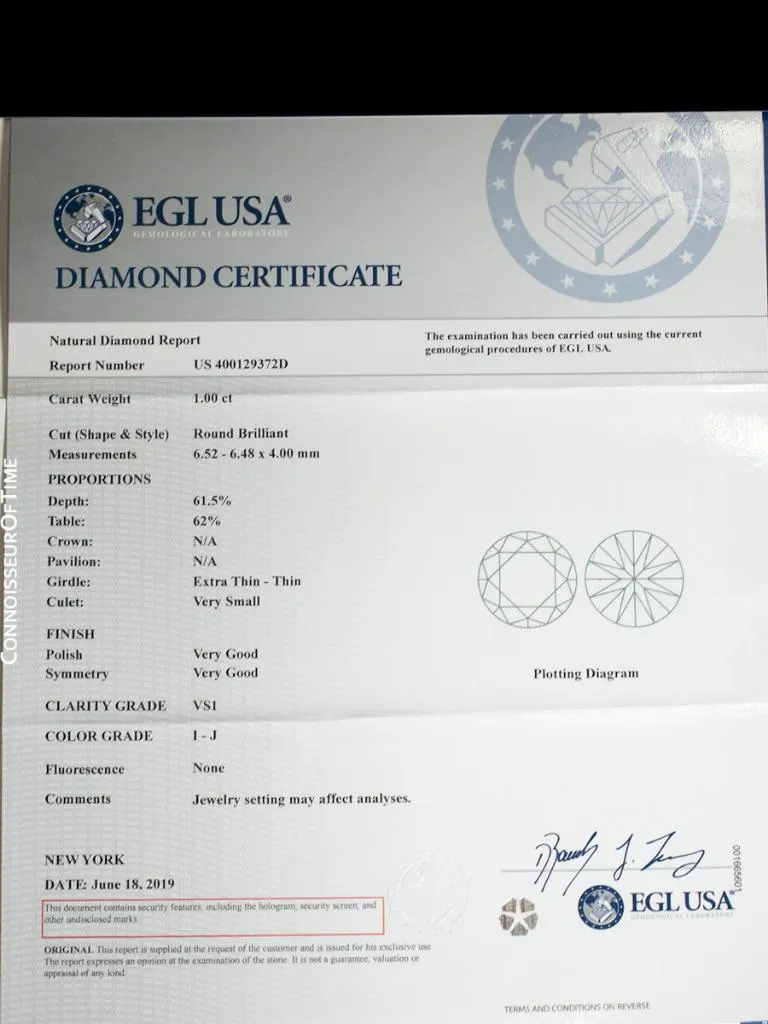 EGL USA®
GEMOLOGICAL LABORATORY
DIAMOND CERTIFICATE
Natural Diamond Report
The examination has been carried out using the current
gemological procedures of EGL USA.
Report Number US 400129372D
Carat Weight 1.00 ct
Cut (Shape & Style) Round Brilliant
Measurements 6.52 - 6.48 x 4.00 mm
PROPORTIONS
Depth: 61.5%
Table: 62%
Crown: N/A
Pavilion: N/A
Girdle: Extra Thin - Thin
Culet: Very Small
FINISH
Polish Very Good
Symmetry Very Good
Plotting Diagram
CLARITY GRADE VS1
COLOR GRADE I - J
Fluorescence None
Comments Jewelry setting may affect analyses.
NEW YORK
DATE: June 18, 2019
This document contains security features, including the hologram, security screen, and
other undisclosed marks
ORIGINAL This report is supplied at the request of the customer and is issued for his exclusive use
The report expresses an opinion at the examination of the stone. It is not a guarantee, valuation or
appraisal of any kind
EGL USA
GEMOLOGICAL LABORATORY
001665601
TERMS AND CONDITIONS ON REVERSE
CONNOISSEUROFTIME